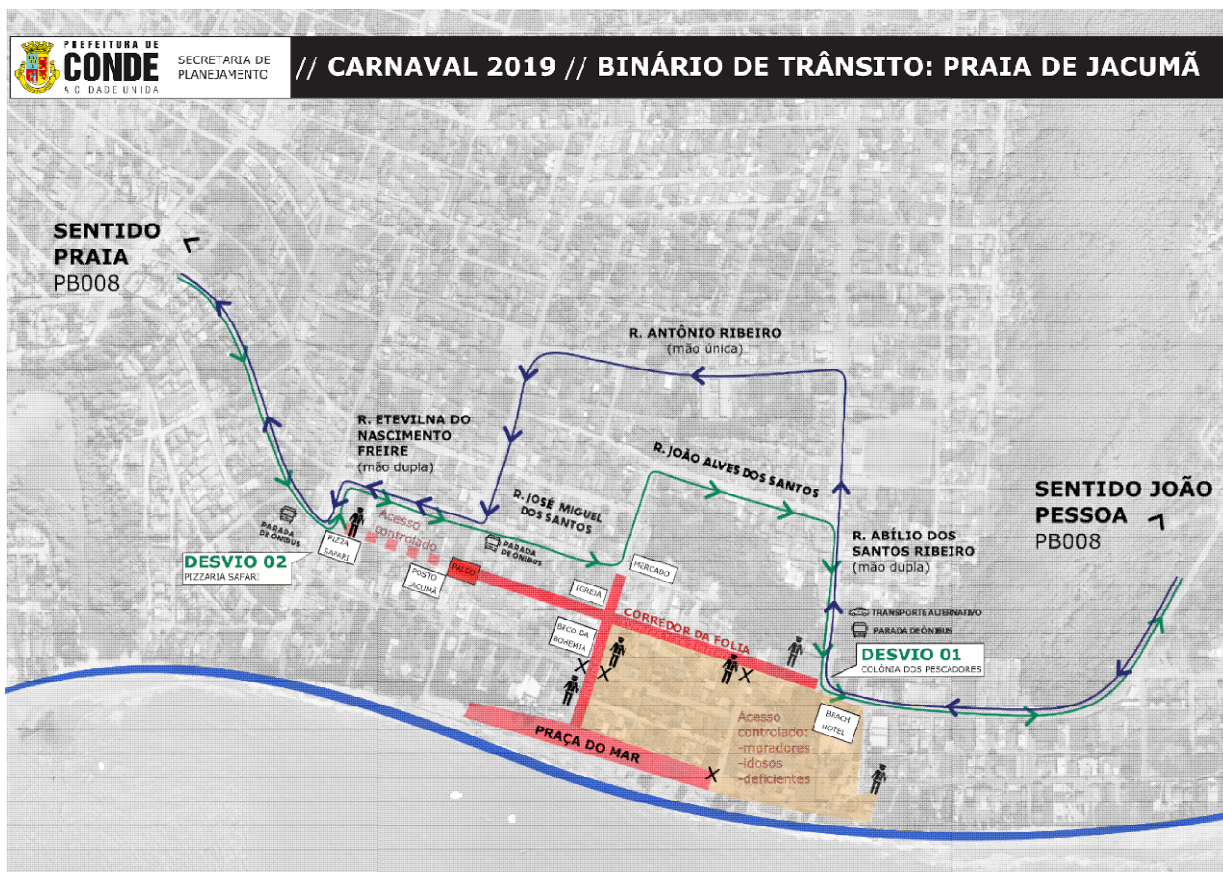 PREFEITURA DE
CONDE
A CIDADE UNIDA
SECRETARIA DE
PLANEJAMENTO
// CARNAVAL 2019 // BINÁRIO DE TRÂNSITO: PRAIA DE JACUMÃ
SENTIDO
PRAIA
PB008
R. ANTÔNIO RIBEIRO
(mão única)
R. ETEVILNA DO
NASCIMENTO
FREIRE
(mão dupla)
R. JOÃO ALVES DOS SANTOS
R. JOSÉ MIGUEL
DOS SANTOS
SENTIDO JOÃO
PESSOA
PB008
Acesso
controlado
PARADA
DE ÔNIBUS
PIZZA
SAFARI
DESVIO 02
PIZZARIA SAFARI
PARADA
DE ÔNIBUS
POSTO
JACUMÃ
PALCO
IGREJA
MERCADO
R. ABÍLIO DOS
SANTOS RIBEIRO
(mão dupla)
TRANSPORTE ALTERNATIVO
PARADA DE ÔNIBUS
CORREDOR DA FOLIA
BECO DA
BOHEMIA
DESVIO 01
COLÔNIA DOS PESCADORES
BEACH
HOTEL
PRAÇA DO MAR
Acesso
controlado:
-moradores
-idosos
-deficientes